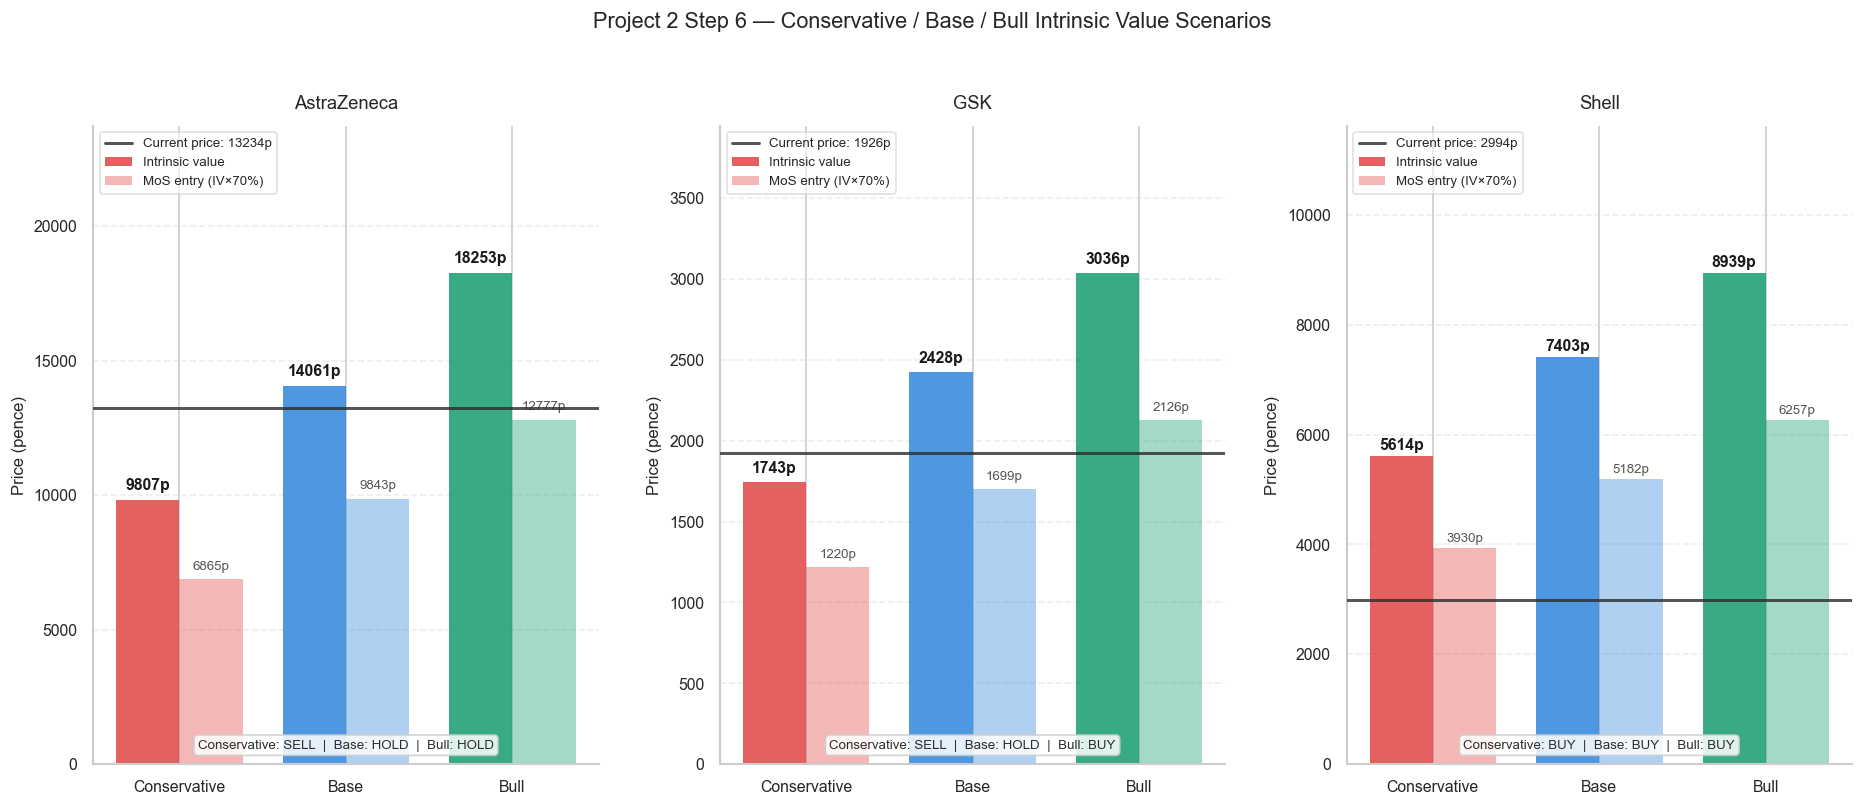 Project 2 Step 6 — Conservative / Base / Bull Intrinsic Value Scenarios
AstraZeneca
Current price: 13234p
Intrinsic value
MoS entry (IV×70%)
Price (pence)
20000
15000
10000
5000
0
9807p
6865p
14061p
9843p
18253p
12777p
Conservative: SELL | Base: HOLD | Bull: HOLD
Conservative Base Bull
GSK
Current price: 1926p
Intrinsic value
MoS entry (IV×70%)
Price (pence)
3500
3000
2500
2000
1500
1000
500
0
1743p
1220p
2428p
1699p
3036p
2126p
Conservative: SELL | Base: HOLD | Bull: BUY
Conservative Base Bull
Shell
Current price: 2994p
Intrinsic value
MoS entry (IV×70%)
Price (pence)
10000
8000
6000
4000
2000
0
5614p
3930p
7403p
5182p
8939p
6257p
Conservative: BUY | Base: BUY | Bull: BUY
Conservative Base Bull